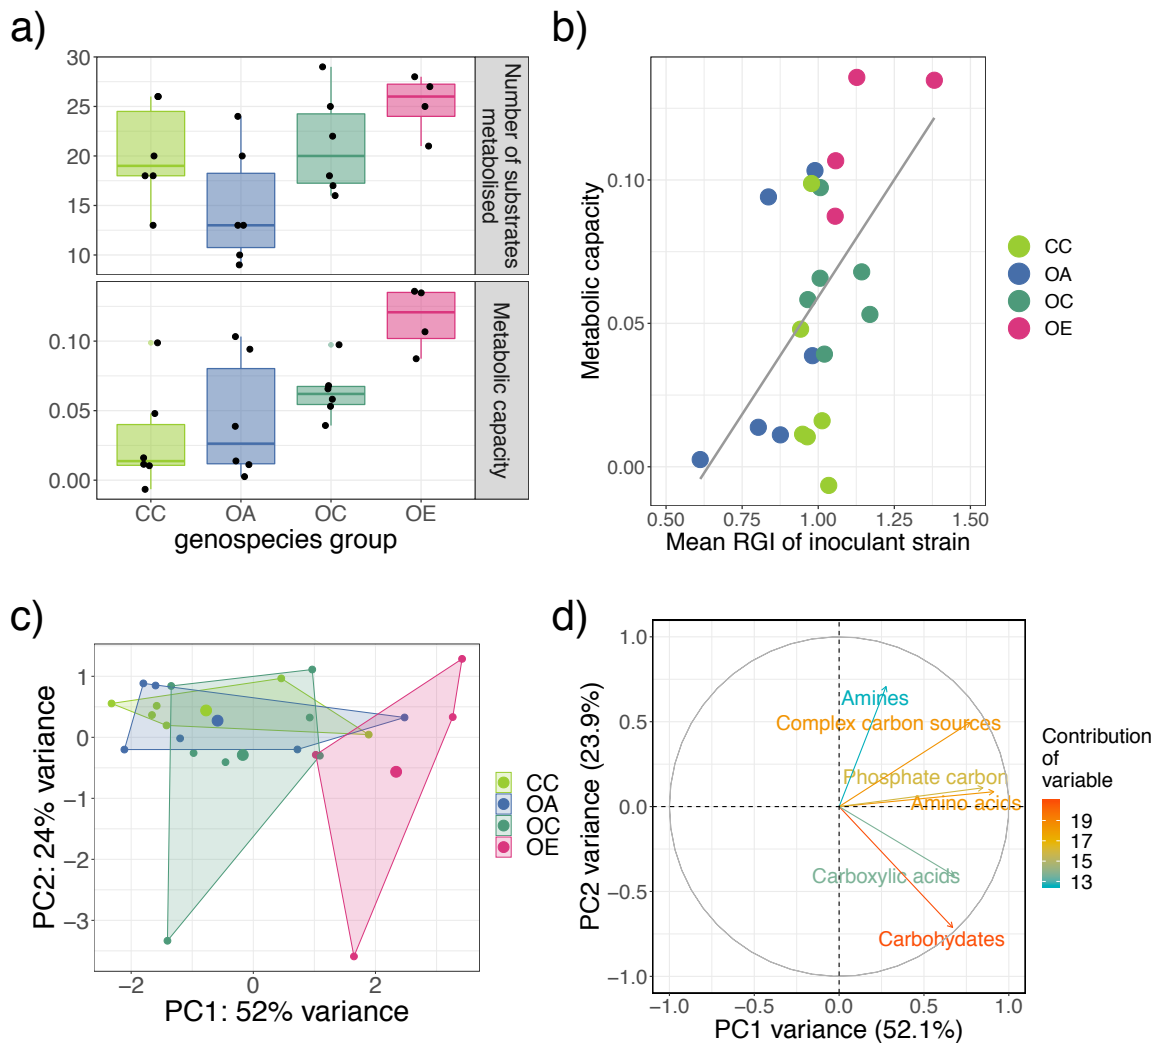 a)
30
25
20
15
10
Number of substrates
metabolised
0.10
0.05
0.00
Metabolic capacity
CC
OA
OC
OE
genospecies group
b)
Metabolic capacity
0.10
0.05
0.00
0.50
0.75
1.00
1.25
1.50
Mean RGI of inoculant strain
CC
OA
OC
OE
c)
PC2: 24% variance
1
0
−1
−2
−3
−2
0
2
PC1: 52% variance
CC
OA
OC
OE
d)
PC2 variance (23.9%)
1.0
0.5
0.0
−0.5
−1.0
Amines
Complex carbon sources
Phosphate carbon
Amino acids
Carboxylic acids
Carbohydrates
−1.0
−0.5
0.0
0.5
1.0
PC1 variance (52.1%)
Contribution
of
variable
19
17
15
13